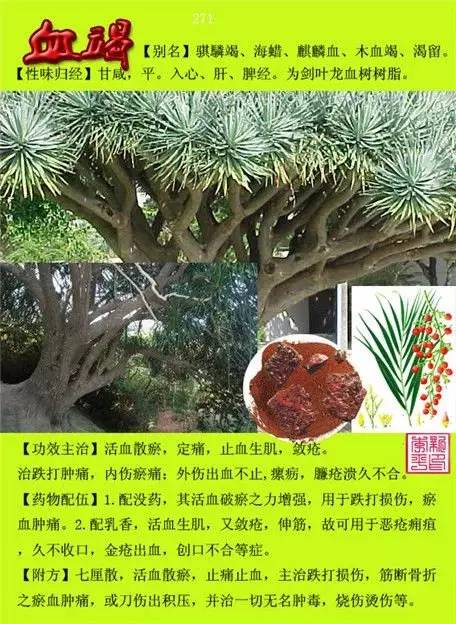 271
血竭
【别名】骐驎竭、海蜡、麒麟血、木血竭、渴留。
【性味归经】甘咸，平。入心、肝、脾经。为剑叶龙血树树脂。
【功效主治】活血散瘀，定痛，止血生肌，敛疮。
治跌打肿痛，内伤瘀痛；外伤出血不止,瘰疬，臁疮溃久不合。
【药物配伍】1.配没药，其活血破瘀之力增强，用于跌打损伤，瘀
血肿痛。2.配乳香，活血生肌，又敛疮，伸筋，故可用于恶疮痈疽
，久不收口，金疮出血，创口不合等症。
【附方】七厘散，活血散瘀，止痛止血，主治跌打损伤，筋断骨折
之瘀血肿痛，或刀伤出积压，并治一切无名肿毒，烧伤烫伤等。